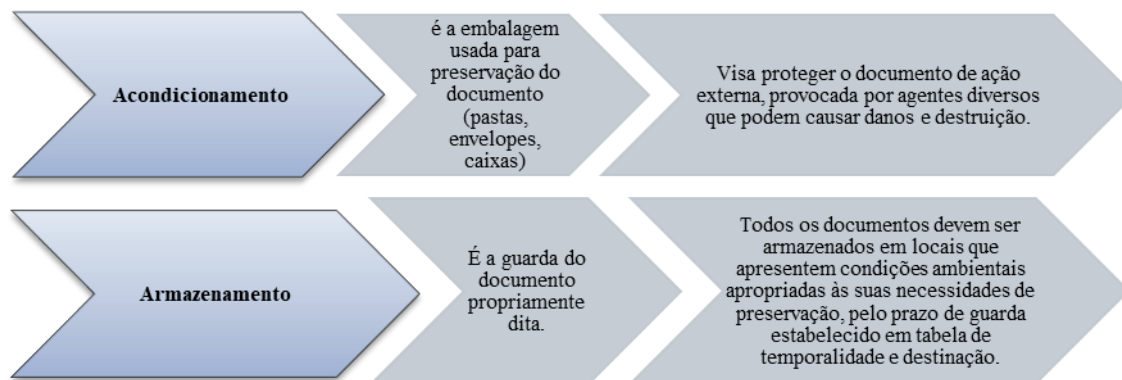 Acondicionamento
é a embalagem
usada para
preservação do
documento
(pastas,
envelopes,
caixas)
Visa proteger o documento de ação
externa, provocada por agentes diversos
que podem causar danos e destruição.
Armazenamento
É a guarda do
documento
propriamente
dita.
Todos os documentos devem ser
armazenados em locais que
apresentem condições ambientais
apropriadas às suas necessidades de
preservação, pelo prazo de guarda
estabelecido em tabela de
temporalidade e destinação.